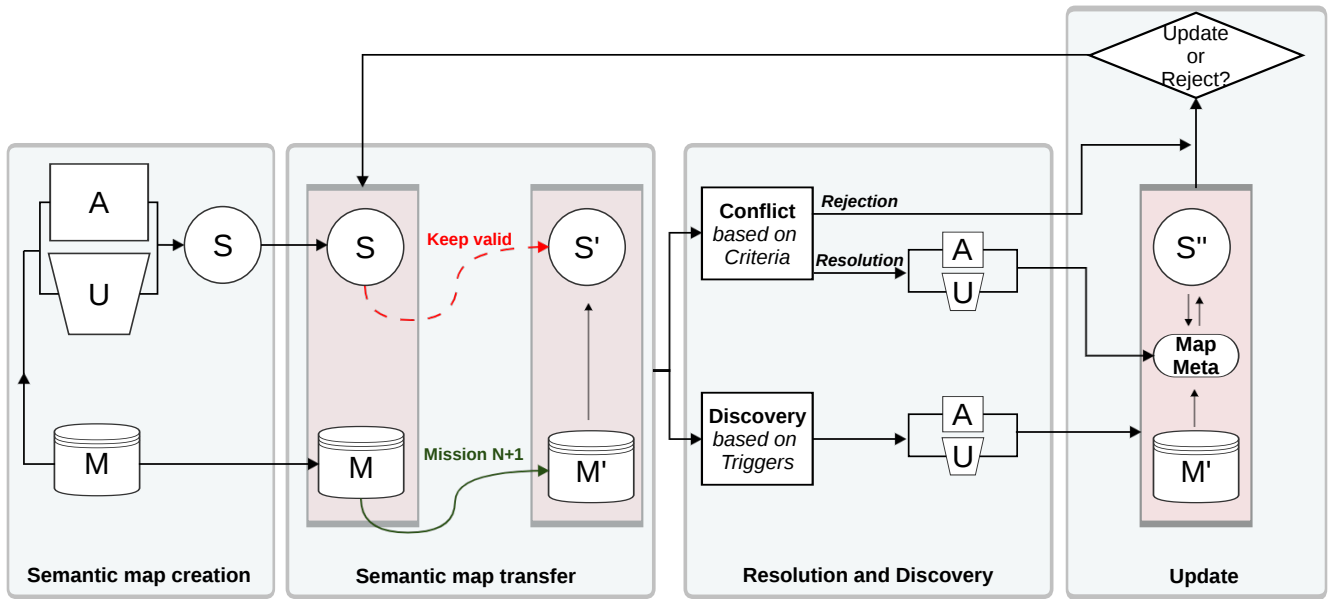 A
U
S
M
Semantic map creation
S
Keep valid
S'
M
Mission N+1
M'
Semantic map transfer
Conflict
based on
Criteria
Rejection
Resolution
A
U
Discovery
based on
Triggers
A
U
Resolution and Discovery
Update
or
Reject?
S"
Map
Meta
M'
Update